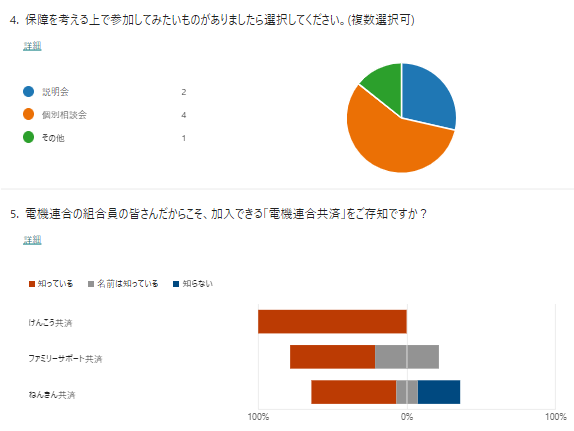 4. 保障を考える上で参加してみたいものがありましたら選択してください。(複数選択可)
詳細
説明会 2
個別相談会 4
その他 1
5. 電機連合の組合員の皆さんだからこそ、加入できる「電機連合共済」をご存知ですか？
詳細
知っている 名前は知っている 知らない
けんこう共済
ファミリーサポート共済
ねんきん共済
100% 0% 100%